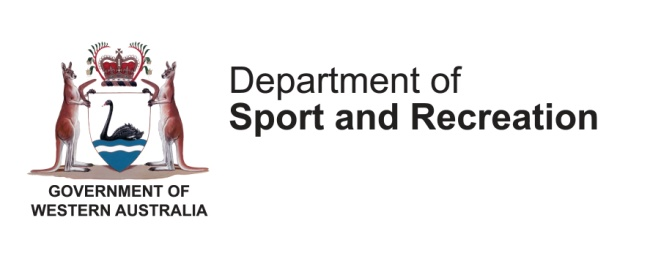 Department of
Sport and Recreation
GOVERNMENT OF
WESTERN AUSTRALIA